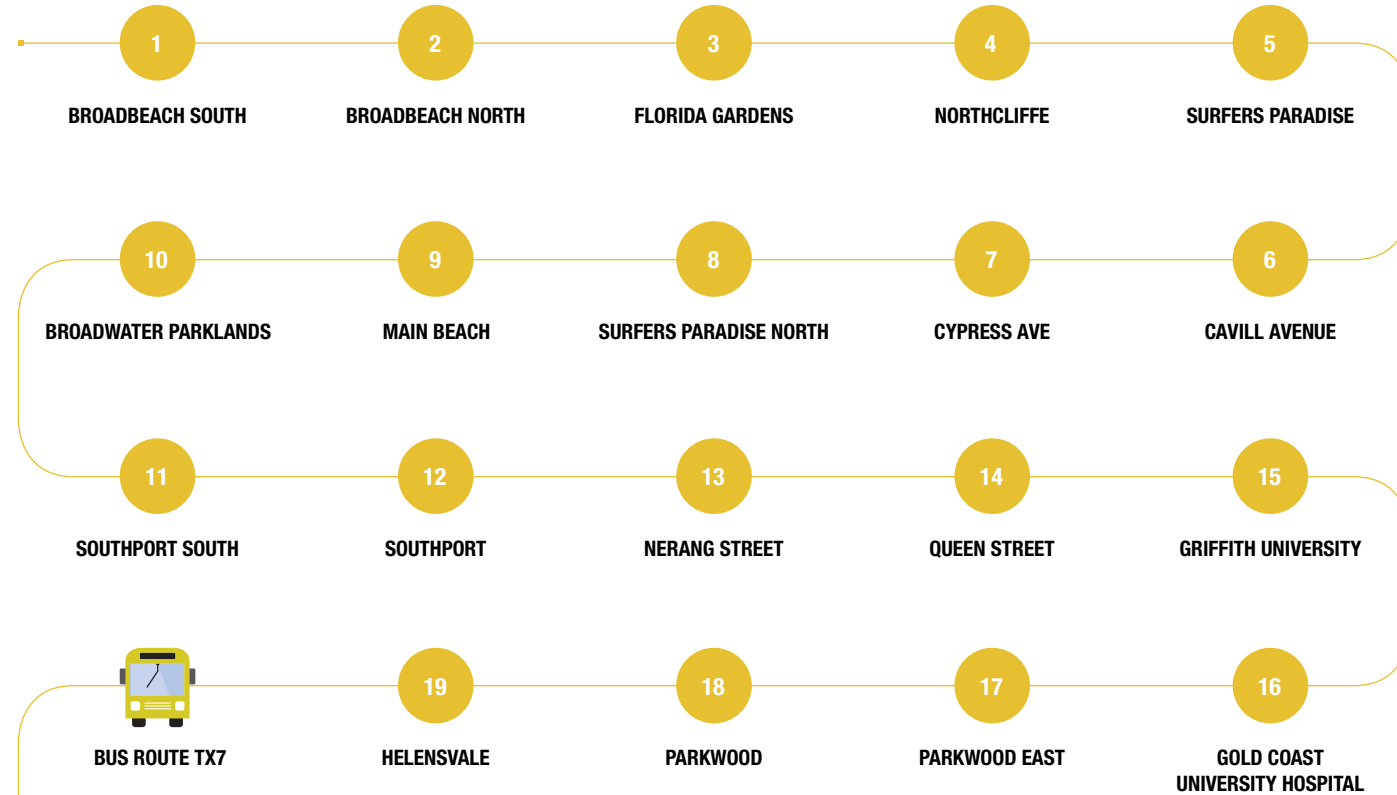 1
2
3
4
5
BROADBEACH SOUTH
BROADBEACH NORTH
FLORIDA GARDENS
NORTHCLIFFE
SURFERS PARADISE
10
9
8
7
6
BROADWATER PARKLANDS
MAIN BEACH
SURFERS PARADISE NORTH
CYPRESS AVE
CAVILL AVENUE
11
12
13
14
15
SOUTHPORT SOUTH
SOUTHPORT
NERANG STREET
QUEEN STREET
GRIFFITH UNIVERSITY
19
18
17
16
BUS ROUTE TX7
HELENSVALE
PARKWOOD
PARKWOOD EAST
GOLD COAST
UNIVERSITY HOSPITAL